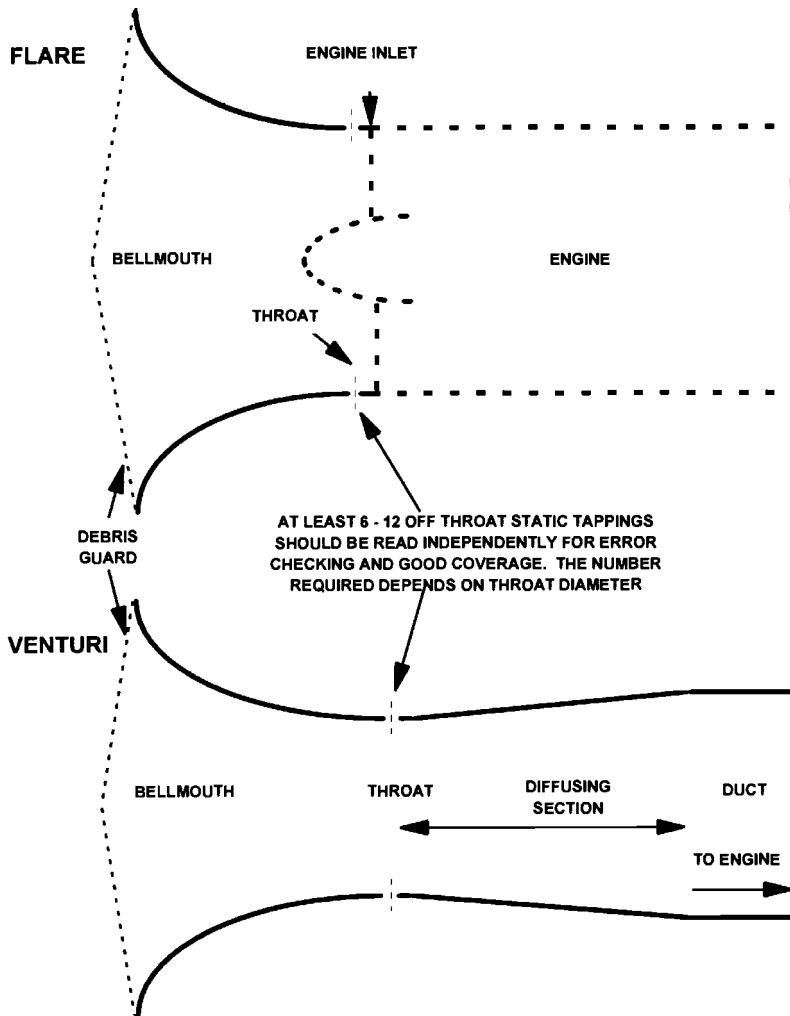 FLARE
ENGINE INLET
BELLMOUTH
ENGINE
THROAT
DEBRIS
GUARD
AT LEAST 6 - 12 OFF THROAT STATIC TAPPINGS
SHOULD BE READ INDEPENDENTLY FOR ERROR
CHECKING AND GOOD COVERAGE. THE NUMBER
REQUIRED DEPENDS ON THROAT DIAMETER
VENTURI
BELLMOUTH
THROAT
DIFFUSING
SECTION
DUCT
TO ENGINE